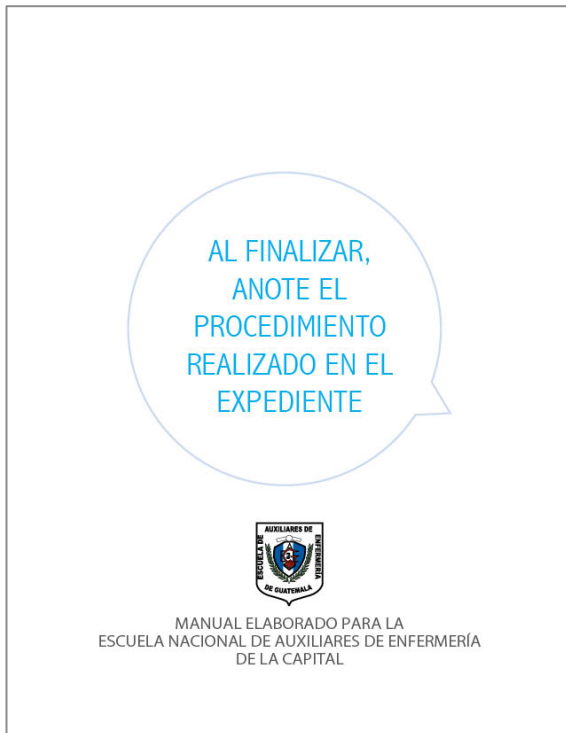 AL FINALIZAR,
ANOTE EL
PROCEDIMIENTO
REALIZADO EN EL
EXPEDIENTE
AUXILIARES DE
ESCUELA DE
ENFERMERÍA
DE GUATEMALA
MANUAL ELABORADO PARA LA
ESCUELA NACIONAL DE AUXILIARES DE ENFERMERÍA
DE LA CAPITAL